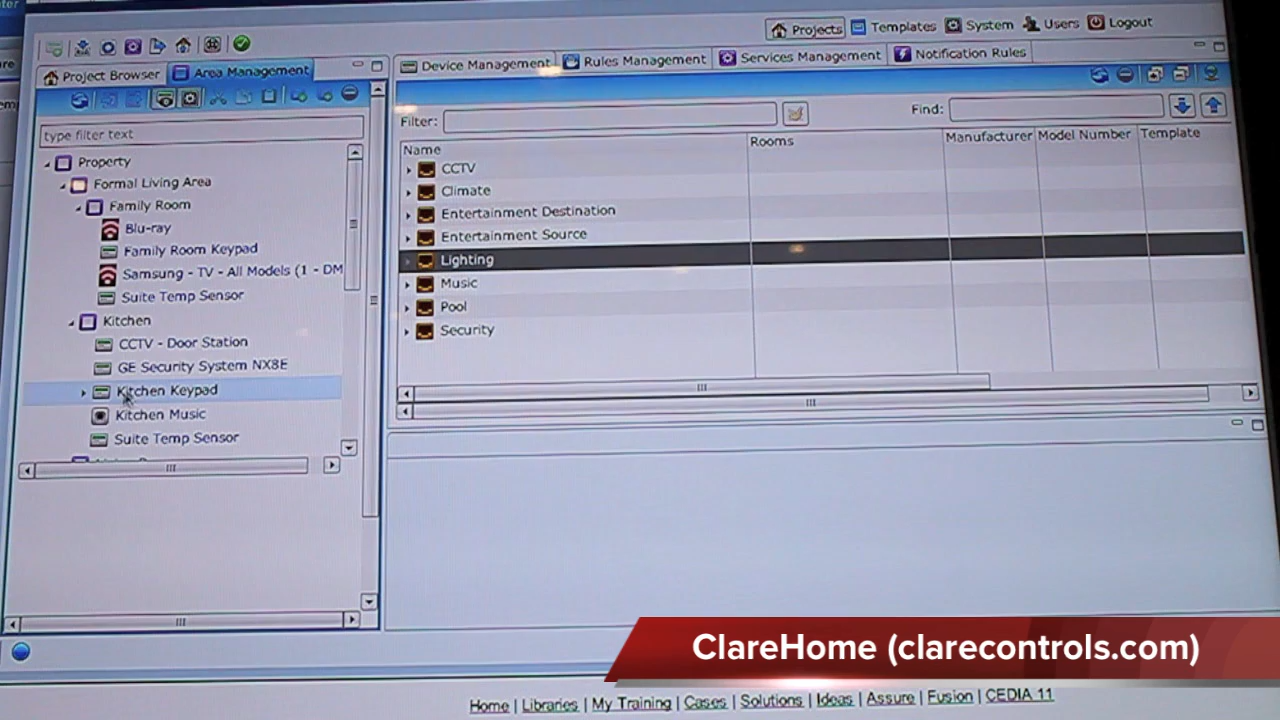 Projects Templates System Users Logout
Project Browser Area Management
Device Management Rules Management Services Management Notification Rules
type filter text
Filter: Find:
Name Rooms Manufacturer Model Number Template
Property
Formal Living Area
Family Room
Blu-ray
Family Room Keypad
Samsung - TV - All Models (1 - DM
Suite Temp Sensor
Kitchen
CCTV - Door Station
GE Security System NX8E
Kitchen Keypad
Kitchen Music
Suite Temp Sensor
CCTV
Climate
Entertainment Destination
Entertainment Source
Lighting
Music
Pool
Security
ClareHome (clarecontrols.com)
Home | Libraries | My Training | Cases | Solutions | Ideas | Assure | Fusion | CEDIA 11